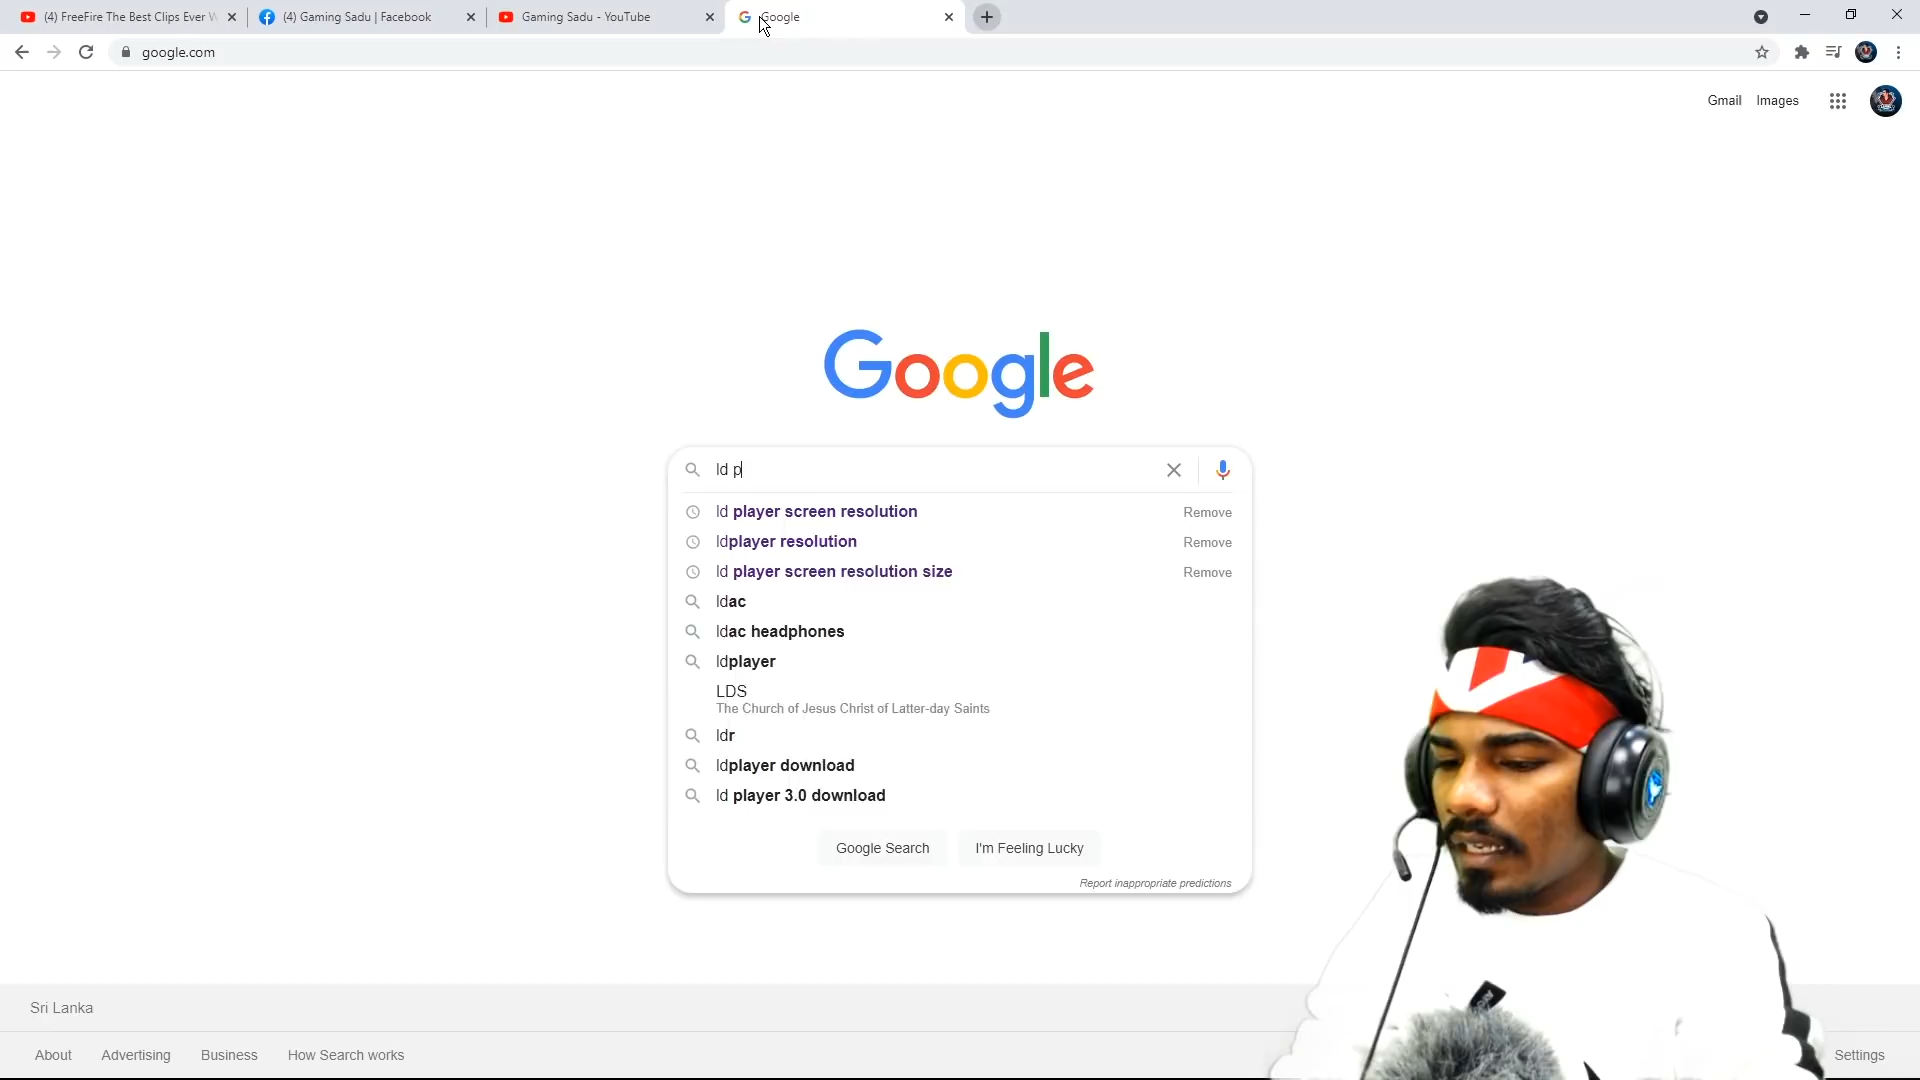 (4) FreeFire The Best Clips Ever W
(4) Gaming Sadu | Facebook
Gaming Sadu - YouTube
Google
google.com
Gmail Images
Google
ld p
ld player screen resolution Remove
ldplayer resolution Remove
ld player screen resolution size Remove
ldac
ldac headphones
ldplayer
LDS
The Church of Jesus Christ of Latter-day Saints
ldr
ldplayer download
ld player 3.0 download
Google Search I'm Feeling Lucky
Report inappropriate predictions
Sri Lanka
About Advertising Business How Search works Settings